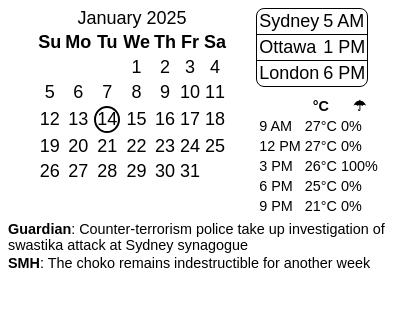 January 2025
Su Mo Tu We Th Fr Sa
1 2 3 4
5 6 7 8 9 10 11
12 13 14 15 16 17 18
19 20 21 22 23 24 25
26 27 28 29 30 31
Sydney 5 AM
Ottawa 1 PM
London 6 PM
°C ☂
9 AM 27°C 0%
12 PM 27°C 0%
3 PM 26°C 100%
6 PM 25°C 0%
9 PM 21°C 0%
Guardian: Counter-terrorism police take up investigation of
swastika attack at Sydney synagogue
SMH: The choko remains indestructible for another week